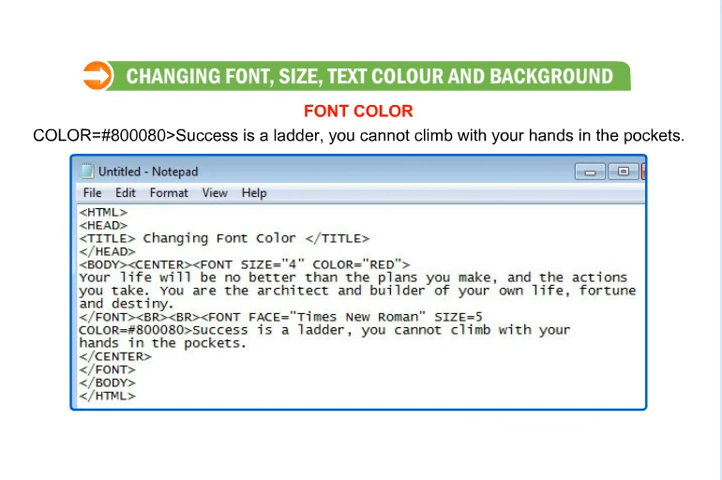 CHANGING FONT, SIZE, TEXT COLOUR AND BACKGROUND
FONT COLOR
COLOR=#800080>Success is a ladder, you cannot climb with your hands in the pockets.
Untitled - Notepad
File Edit Format View Help
<HTML>
<HEAD>
<TITLE> Changing Font Color </TITLE>
</HEAD>
<BODY><CENTER><FONT SIZE="4" COLOR="RED">
Your life will be no better than the plans you make, and the actions
you take. You are the architect and builder of your own life, fortune
and destiny.
</FONT><BR><BR><FONT FACE="Times New Roman" SIZE=5
COLOR=#800080>Success is a ladder, you cannot climb with your
hands in the pockets.
</CENTER>
</FONT>
</BODY>
</HTML>